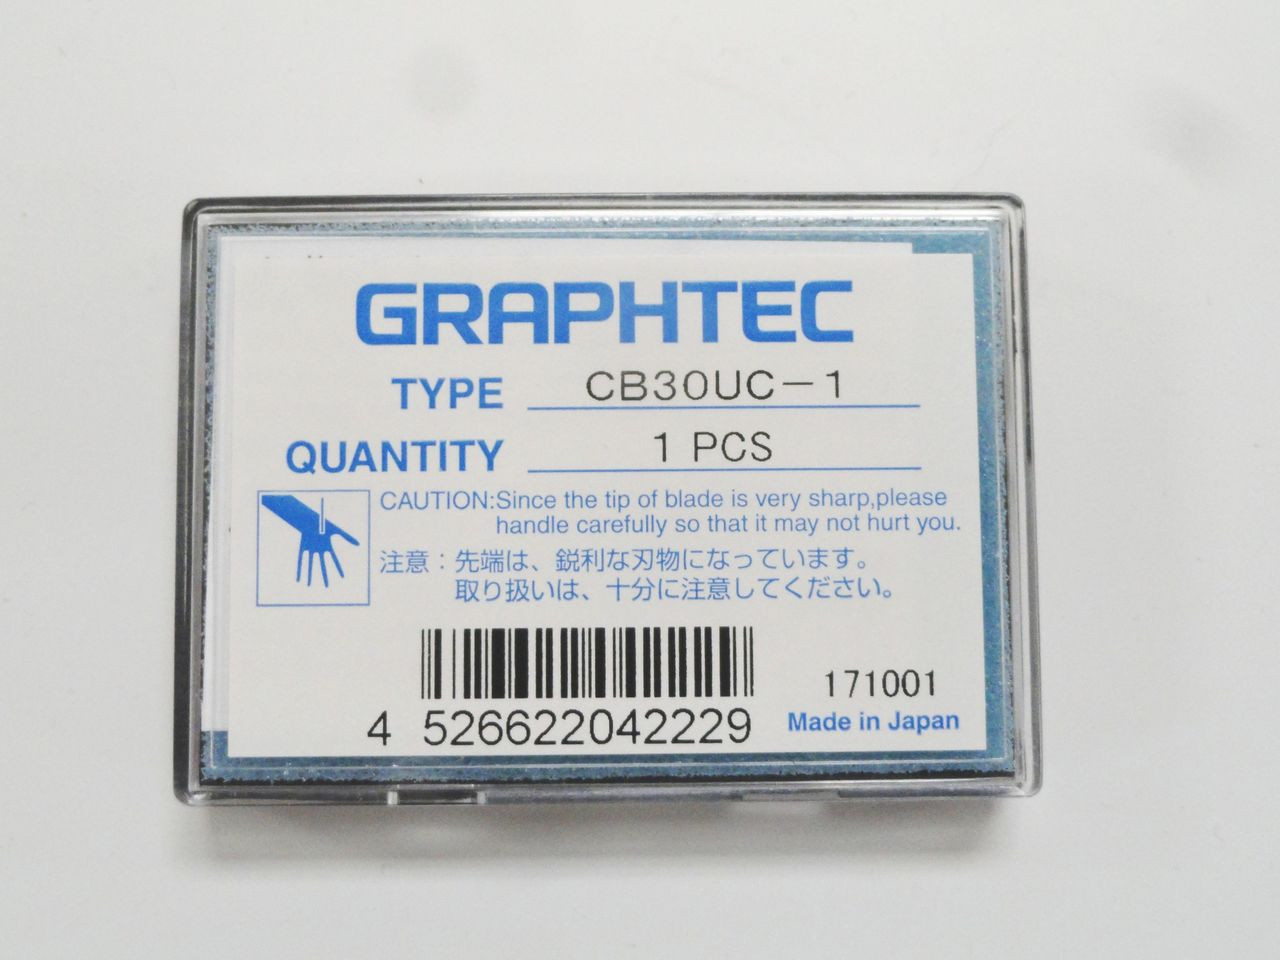 GRAPHTEC
TYPE CB30UC-1
QUANTITY 1 PCS
CAUTION:Since the tip of blade is very sharp,please
handle carefully so that it may not hurt you.
注意：先端は、鋭利な刃物になっています。
取り扱いは、十分に注意してください。
171001
4 526622042229
Made in Japan